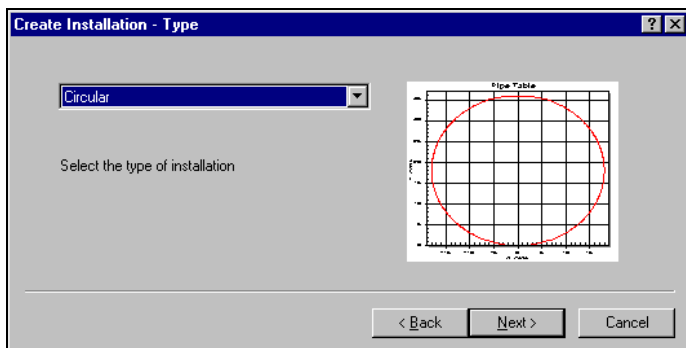 Create Installation - Type
Circular
Pipe Table
Select the type of installation
< Back
Next >
Cancel